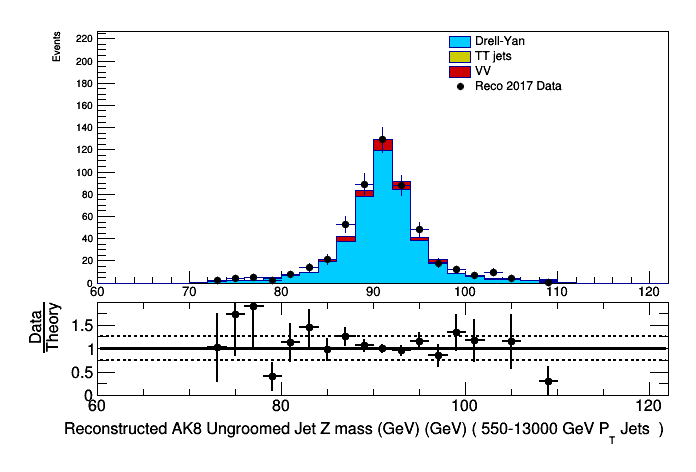 Events
220
200
180
160
140
120
100
80
60
40
20
0
60 70 80 90 100 110 120
Drell-Yan
TT jets
VV
Reco 2017 Data
Data
Theory
1.5
1
0.5
0
60 80 100 120
Reconstructed AK8 Ungroomed Jet Z mass (GeV) (GeV) ( 550-13000 GeV PT Jets )